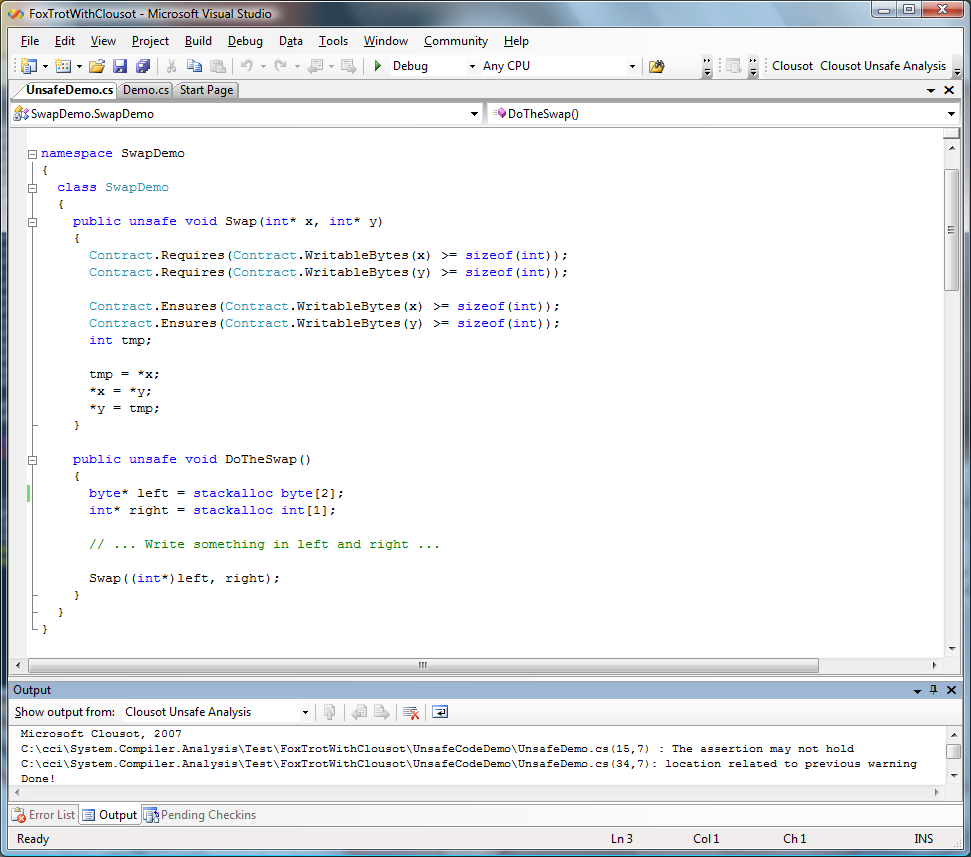 FoxTrotWithClousot - Microsoft Visual Studio
File Edit View Project Build Debug Data Tools Window Community Help
Debug Any CPU Clousot Clousot Unsafe Analysis
UnsafeDemo.cs Demo.cs Start Page
SwapDemo.SwapDemo DoTheSwap()
namespace SwapDemo
{
class SwapDemo
{
public unsafe void Swap(int* x, int* y)
{
Contract.Requires(Contract.WritableBytes(x) >= sizeof(int));
Contract.Requires(Contract.WritableBytes(y) >= sizeof(int));
Contract.Ensures(Contract.WritableBytes(x) >= sizeof(int));
Contract.Ensures(Contract.WritableBytes(y) >= sizeof(int));
int tmp;
tmp = *x;
*x = *y;
*y = tmp;
}
public unsafe void DoTheSwap()
{
byte* left = stackalloc byte[2];
int* right = stackalloc int[1];
// ... Write something in left and right ...
Swap((int*)left, right);
}
}
}
Output
Show output from: Clousot Unsafe Analysis
Microsoft Clousot, 2007
C:\cci\System.Compiler.Analysis\Test\FoxTrotWithClousot\UnsafeCodeDemo\UnsafeDemo.cs(15,7) : The assertion may not hold
C:\cci\System.Compiler.Analysis\Test\FoxTrotWithClousot\UnsafeCodeDemo\UnsafeDemo.cs(34,7): location related to previous warning
Done!
Error List Output Pending Checkins
Ready Ln 3 Col 1 Ch 1 INS